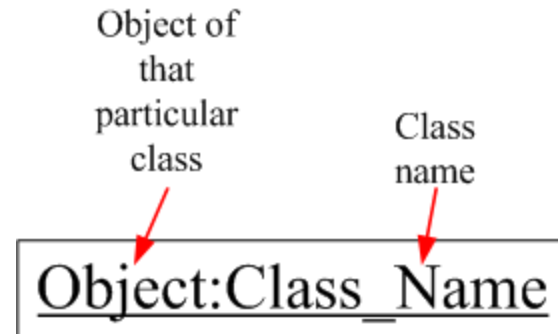 Object of
that
particular
class
Class
name
Object:Class_Name